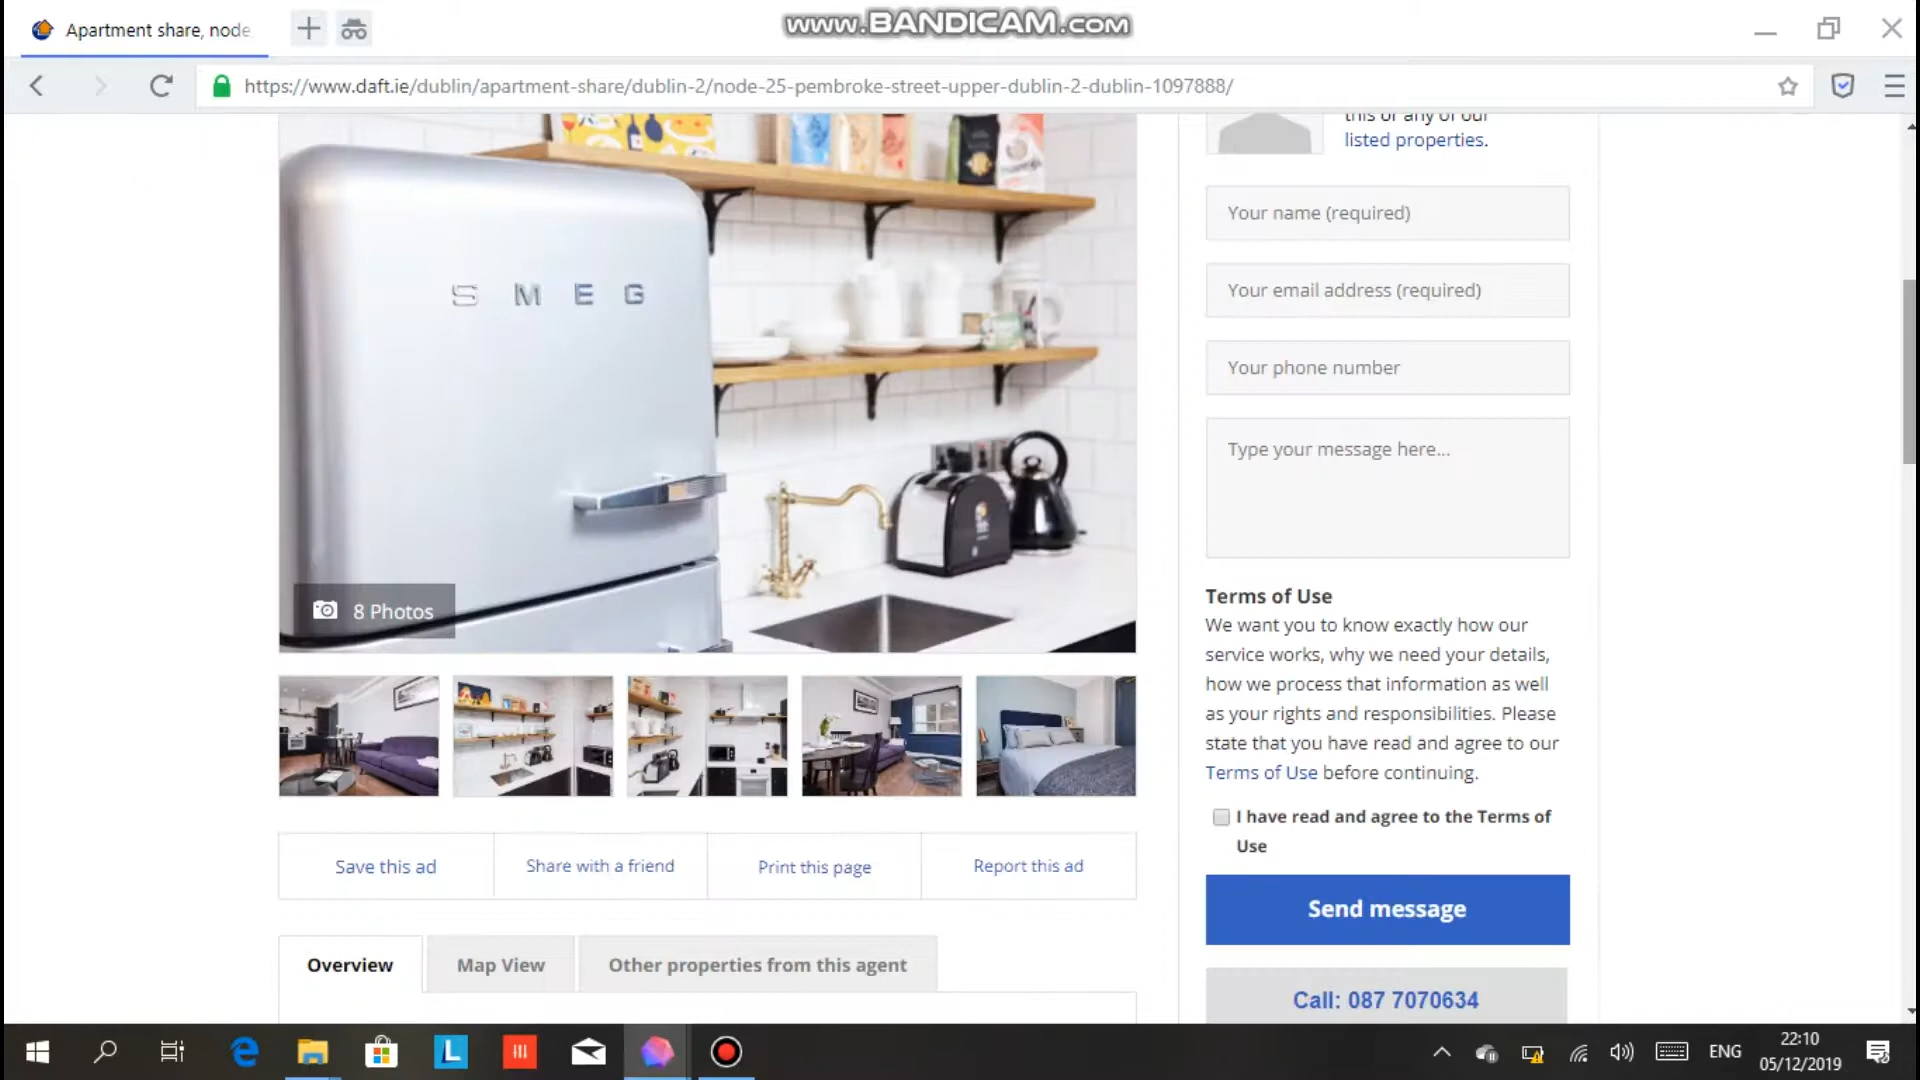 www.BANDICAM.com
Apartment share, node
https://www.daft.ie/dublin/apartment-share/dublin-2/node-25-pembroke-street-upper-dublin-2-dublin-1097888/
this or any of our
listed properties.
SMEG
8 Photos
Your name (required)
Your email address (required)
Your phone number
Type your message here...
Terms of Use
We want you to know exactly how our
service works, why we need your details,
how we process that information as well
as your rights and responsibilities. Please
state that you have read and agree to our
Terms of Use before continuing.
I have read and agree to the Terms of
Use
Send message
Call: 087 7070634
Save this ad
Share with a friend
Print this page
Report this ad
Overview
Map View
Other properties from this agent
ENG
22:10
05/12/2019